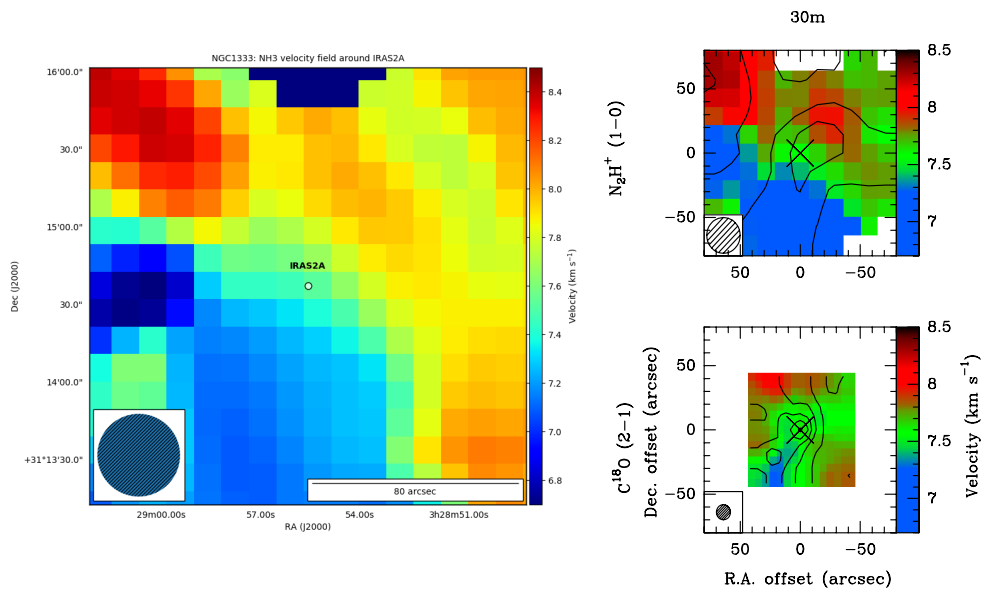 NGC1333: NH3 velocity field around IRAS2A
16'00.0"
30.0"
15'00.0"
30.0"
14'00.0"
+31°13'30.0"
Dec (J2000)
IRAS2A
80 arcsec
29m00.00s
57.00s
54.00s
3h28m51.00s
RA (J2000)
8.4
8.2
8.0
7.8
7.6
7.4
7.2
7.0
6.8
Velocity (km s⁻¹)
30m
N₂H⁺ (1−0)
50
0
−50
50
0
−50
8.5
8
7.5
7
C¹⁸O (2−1)
Dec. offset (arcsec)
50
0
−50
50
0
−50
R.A. offset (arcsec)
8.5
8
7.5
7
Velocity (km s⁻¹)